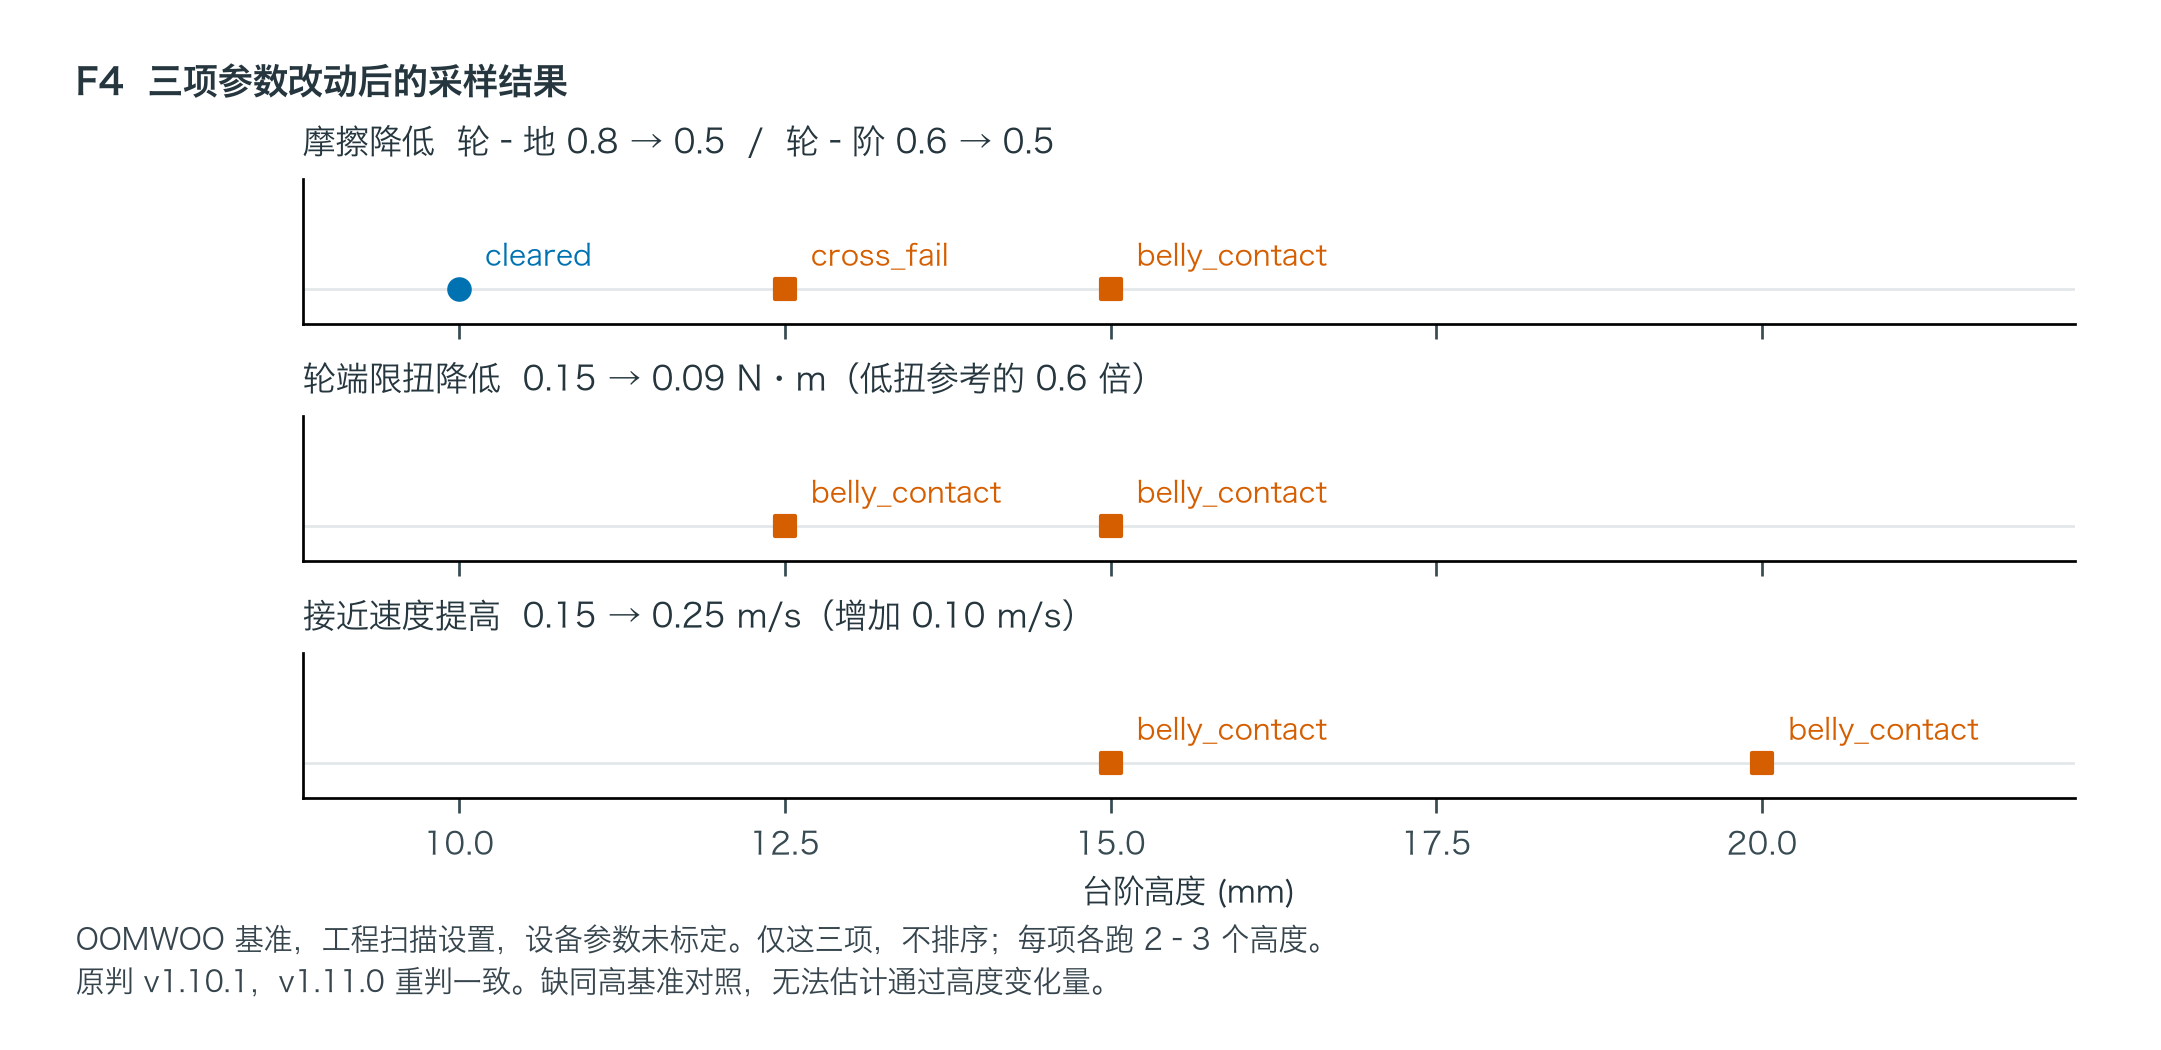 F4 三项参数改动后的采样结果
摩擦降低 轮 - 地 0.8 → 0.5 / 轮 - 阶 0.6 → 0.5
cleared
cross_fail
belly_contact
轮端限扭降低 0.15 → 0.09 N · m（低扭参考的 0.6 倍）
belly_contact
belly_contact
接近速度提高 0.15 → 0.25 m/s（增加 0.10 m/s）
belly_contact
belly_contact
10.0
12.5
15.0
17.5
20.0
台阶高度 (mm)
OOMWOO 基准，工程扫描设置，设备参数未标定。仅这三项，不排序；每项各跑 2 - 3 个高度。
原判 v1.10.1，v1.11.0 重判一致。缺同高基准对照，无法估计通过高度变化量。